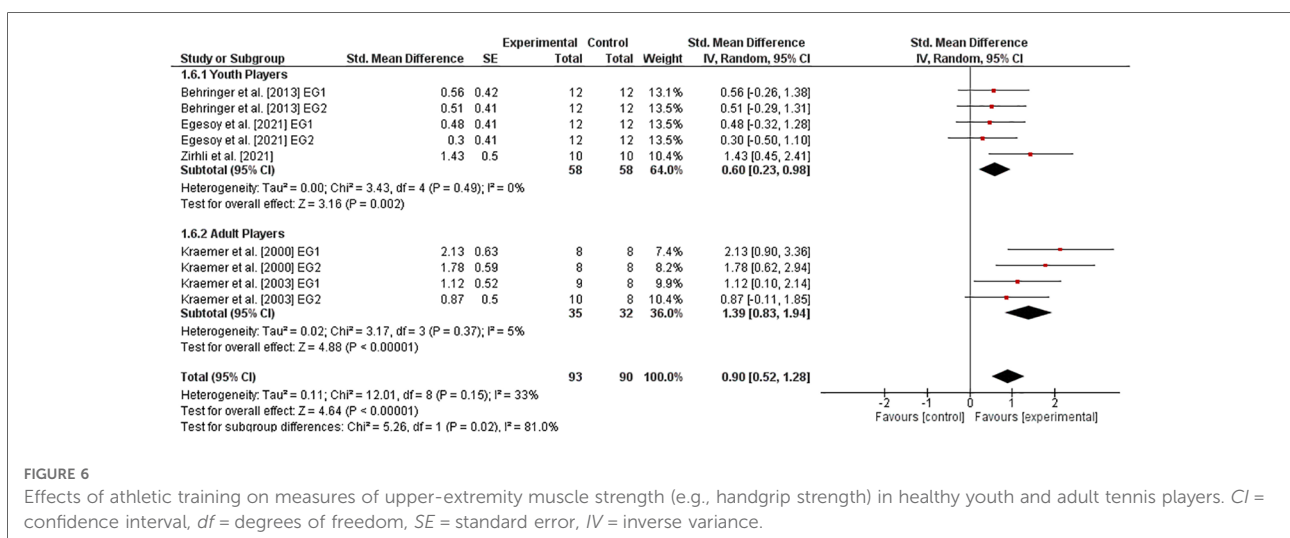 Experimental Control Std. Mean Difference Std. Mean Difference
Study or Subgroup Std. Mean Difference SE Total Total Weight IV, Random, 95% CI IV, Random, 95% CI
1.6.1 Youth Players
Behringer et al. [2013] EG1 0.56 0.42 12 12 13.1% 0.56 [-0.26, 1.38]
Behringer et al. [2013] EG2 0.51 0.41 12 12 13.5% 0.51 [-0.29, 1.31]
Egesoy et al. [2021] EG1 0.48 0.41 12 12 13.5% 0.48 [-0.32, 1.28]
Egesoy et al. [2021] EG2 0.3 0.41 12 12 13.5% 0.30 [-0.50, 1.10]
Zirhli et al. [2021] 1.43 0.5 10 10 10.4% 1.43 [0.45, 2.41]
Subtotal (95% CI) 58 58 64.0% 0.60 [0.23, 0.98]
Heterogeneity: Tau² = 0.00; Chi² = 3.43, df = 4 (P = 0.49); I² = 0%
Test for overall effect: Z = 3.16 (P = 0.002)
1.6.2 Adult Players
Kraemer et al. [2000] EG1 2.13 0.63 8 8 7.4% 2.13 [0.90, 3.36]
Kraemer et al. [2000] EG2 1.78 0.59 8 8 8.2% 1.78 [0.62, 2.94]
Kraemer et al. [2003] EG1 1.12 0.52 9 8 9.9% 1.12 [0.10, 2.14]
Kraemer et al. [2003] EG2 0.87 0.5 10 8 10.4% 0.87 [-0.11, 1.85]
Subtotal (95% CI) 35 32 36.0% 1.39 [0.83, 1.94]
Heterogeneity: Tau² = 0.02; Chi² = 3.17, df = 3 (P = 0.37); I² = 5%
Test for overall effect: Z = 4.88 (P < 0.00001)
Total (95% CI) 93 90 100.0% 0.90 [0.52, 1.28]
Heterogeneity: Tau² = 0.11; Chi² = 12.01, df = 8 (P = 0.15); I² = 33%
Test for overall effect: Z = 4.64 (P < 0.00001)
Test for subgroup differences: Chi² = 5.26, df = 1 (P = 0.02), I² = 81.0%
-2 -1 0 1 2
Favours [control] Favours [experimental]
FIGURE 6
Effects of athletic training on measures of upper-extremity muscle strength (e.g., handgrip strength) in healthy youth and adult tennis players. CI =
confidence interval, df = degrees of freedom, SE = standard error, IV = inverse variance.